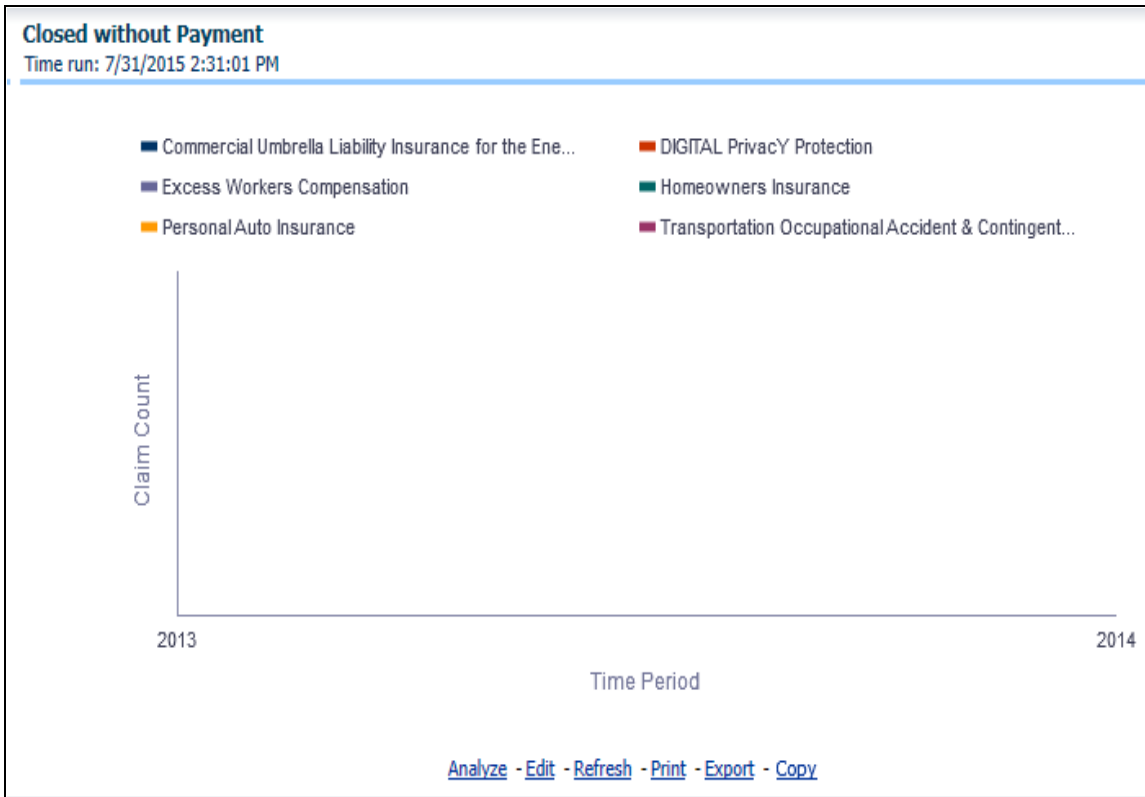 Closed without Payment
Time run: 7/31/2015 2:31:01 PM
Commercial Umbrella Liability Insurance for the Ene... DIGITAL PrivacY Protection
Excess Workers Compensation Homeowners Insurance
Personal Auto Insurance Transportation Occupational Accident & Contingent...
Claim Count
2013 2014
Time Period
Analyze - Edit - Refresh - Print - Export - Copy